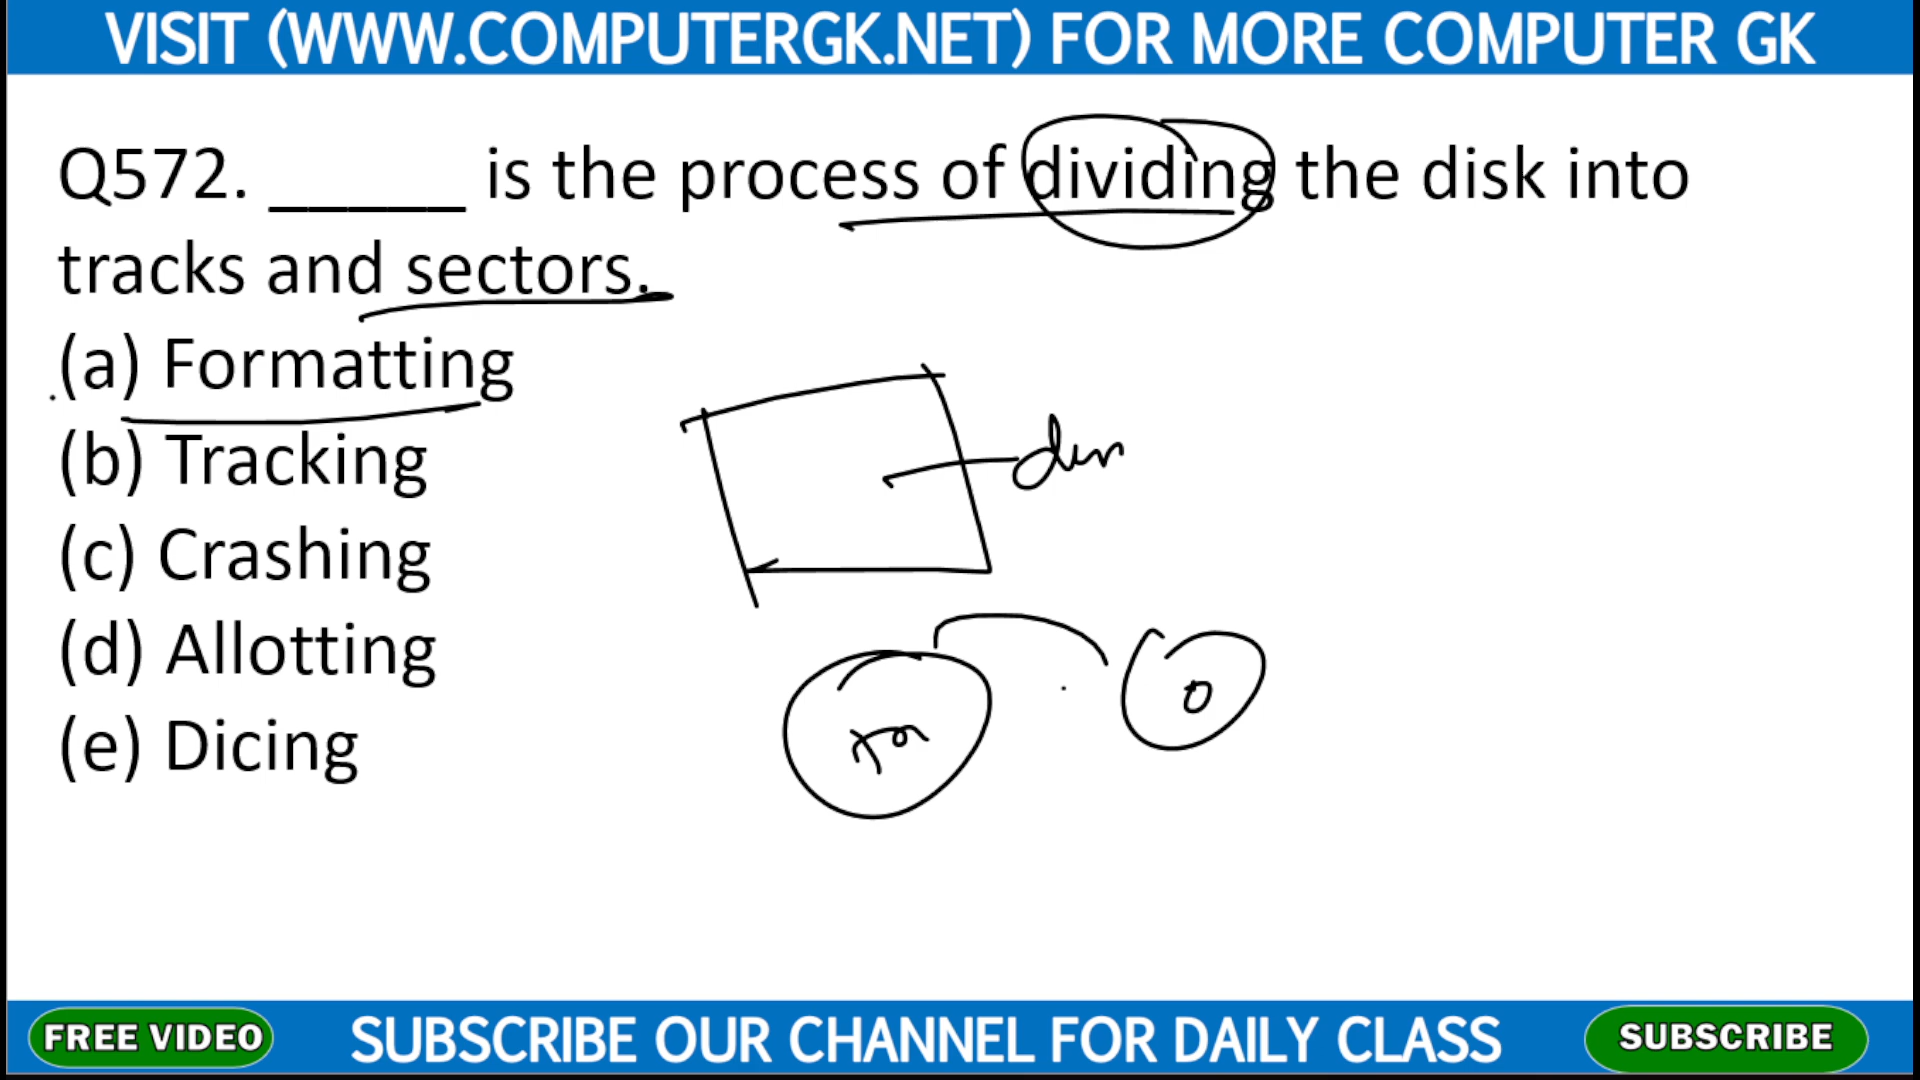 VISIT (WWW.COMPUTERGK.NET) FOR MORE COMPUTER GK
Q572. _____ is the process of dividing the disk into
tracks and sectors.
(a) Formatting
(b) Tracking
(c) Crashing
(d) Allotting
(e) Dicing
FREE VIDEO
SUBSCRIBE OUR CHANNEL FOR DAILY CLASS
SUBSCRIBE